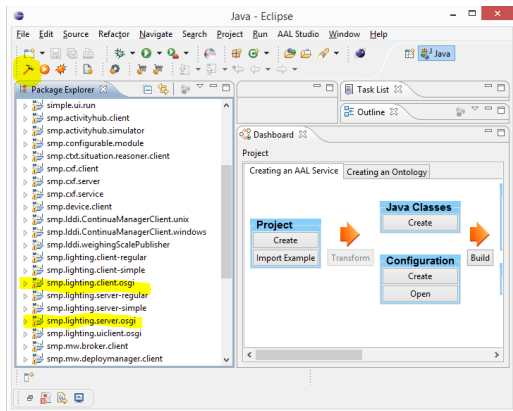 Java - Eclipse
File Edit Source Refactor Navigate Search Project Run AAL Studio Window Help
Java
Package Explorer
Task List
simple.ui.run
smp.activityhub.client
smp.activityhub.simulator
smp.configurable.module
smp.ctxt.situation.reasoner.client
smp.cxf.client
smp.cxf.server
smp.cxf.service
smp.device.client
smp.lddi.ContinuaManagerClient.unix
smp.lddi.ContinuaManagerClient.windows
smp.lddi.weighingScalePublisher
smp.lighting.client-regular
smp.lighting.client-simple
smp.lighting.client.osgi
smp.lighting.server-regular
smp.lighting.server-simple
smp.lighting.server.osgi
smp.lighting.uiclient.osgi
smp.mw.broker.client
smp.mw.deploymanager.client
Outline
Dashboard
Project
Creating an AAL Service Creating an Ontology
Project
Create
Import Example
Transform
Java Classes
Create
Configuration
Create
Open
Build